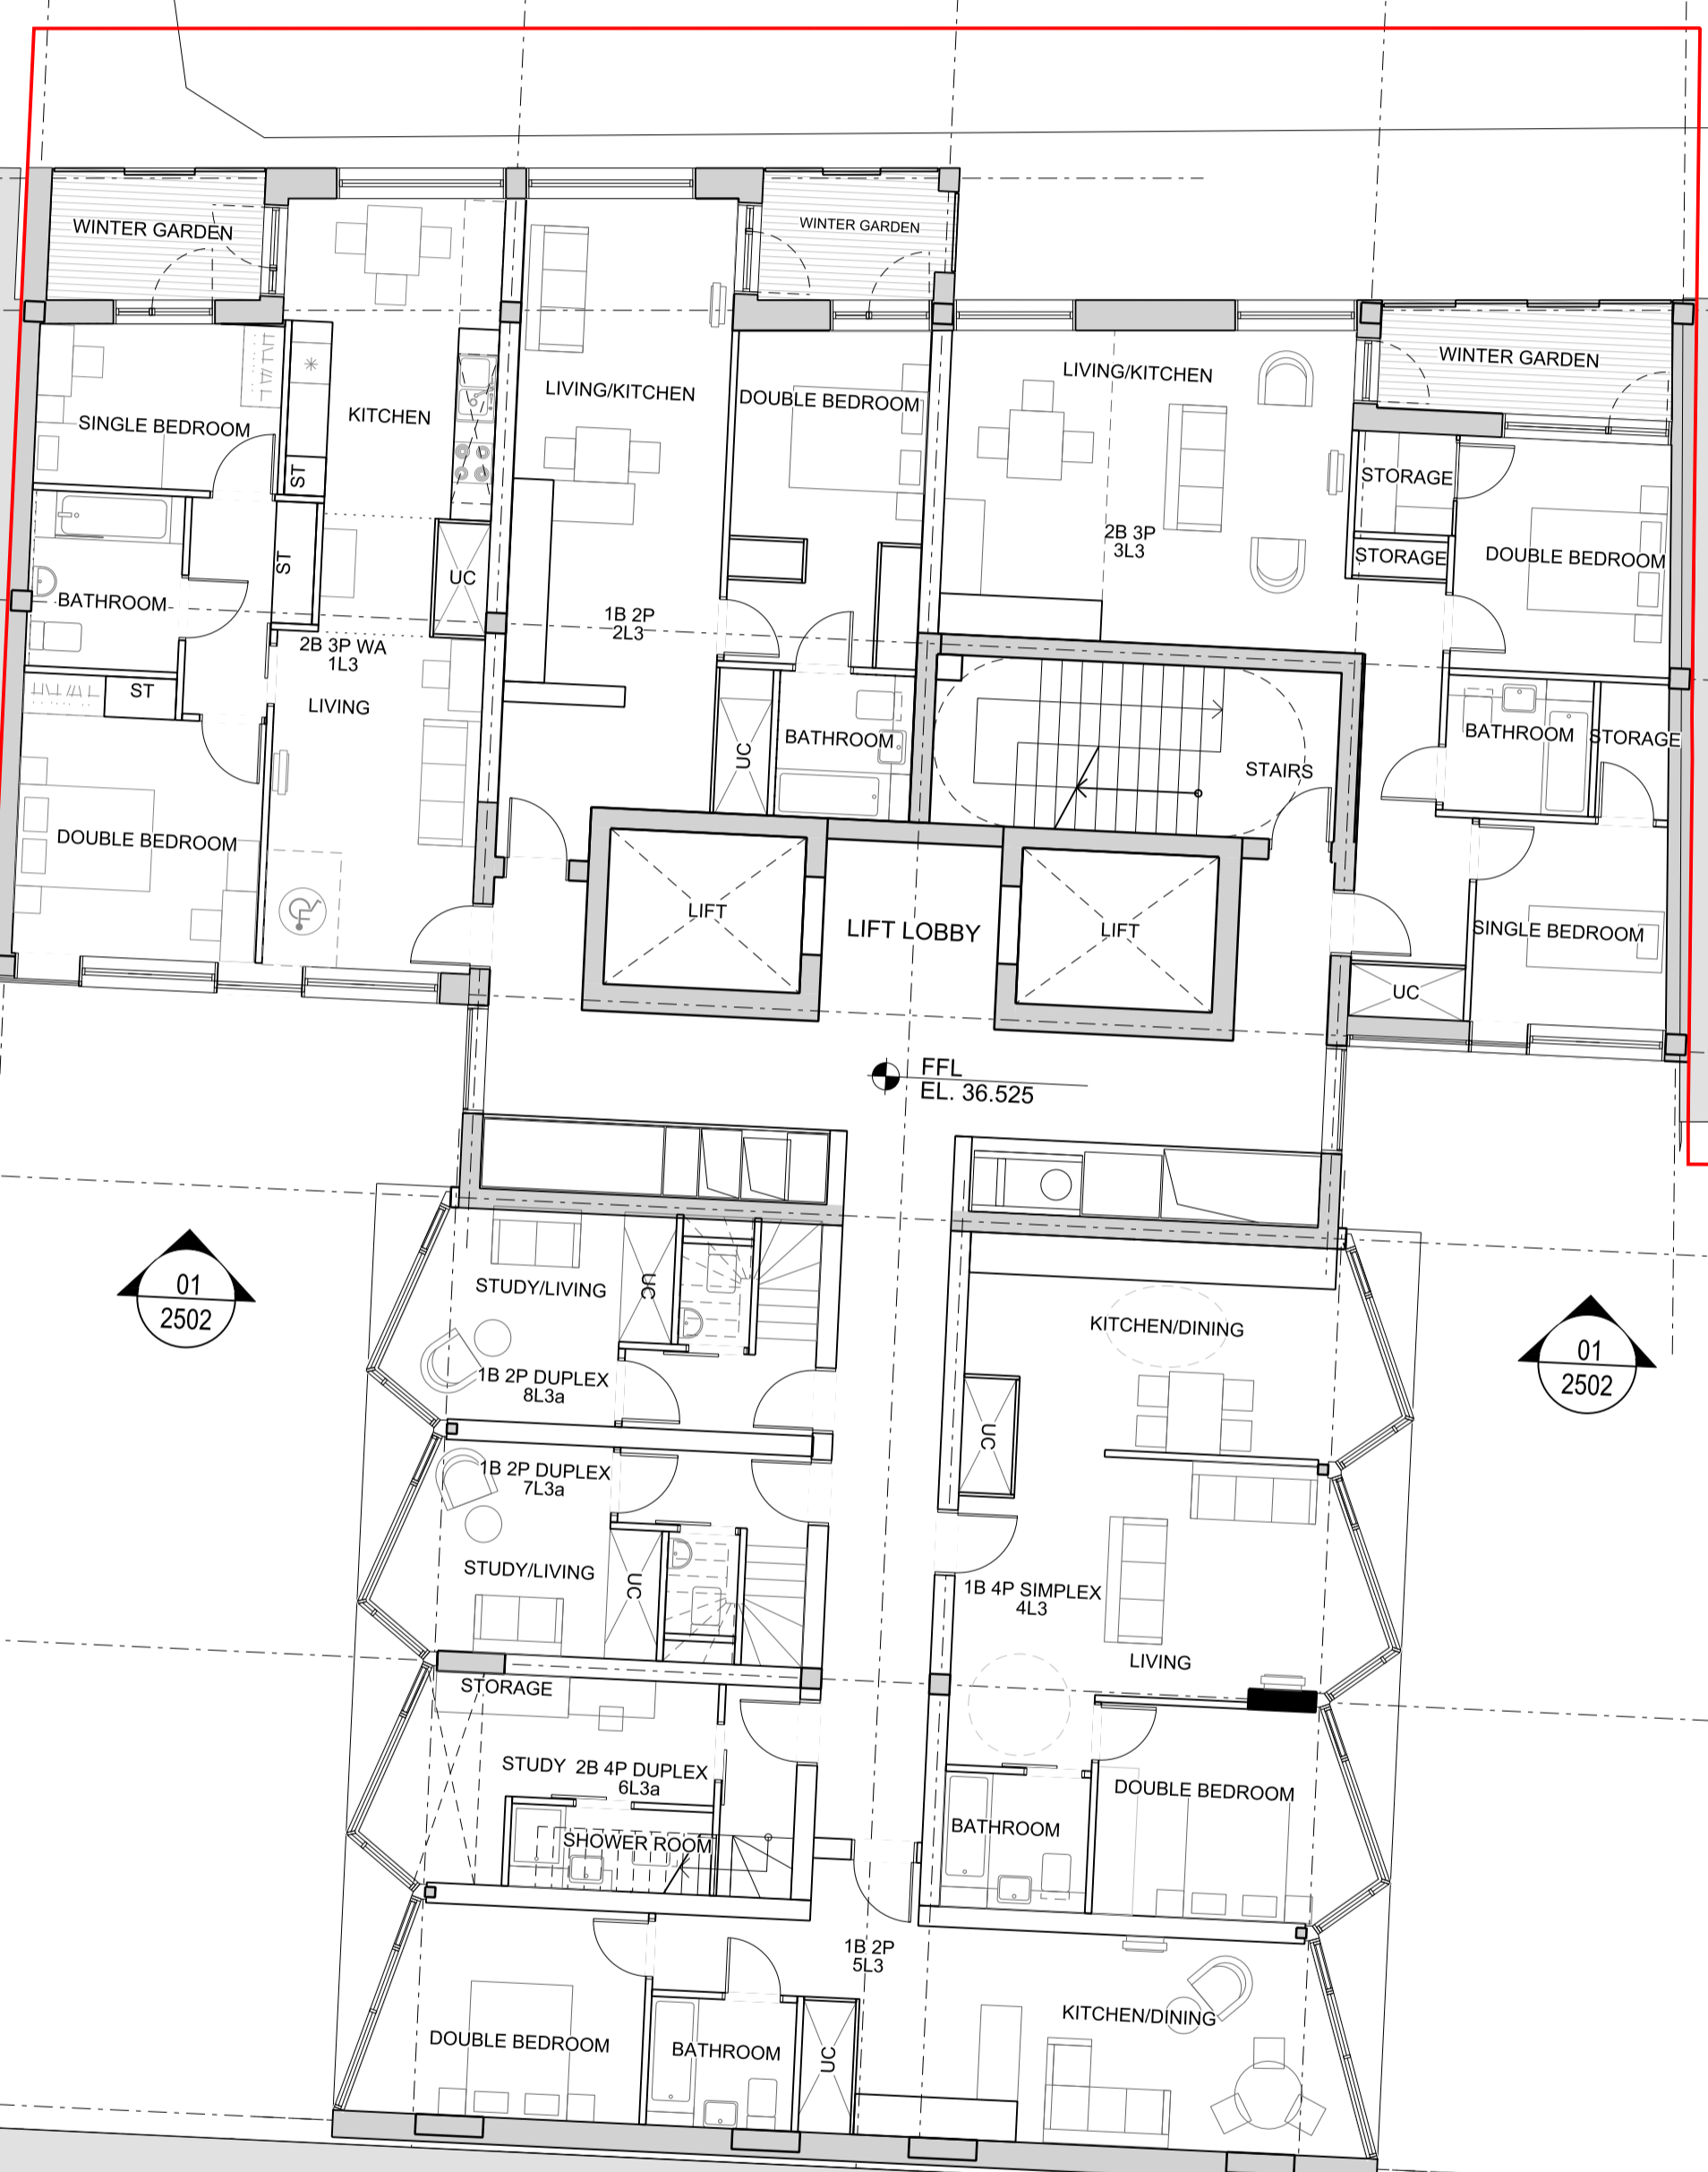 WINTER GARDEN
WINTER GARDEN
WINTER GARDEN
SINGLE BEDROOM
KITCHEN
LIVING/KITCHEN
DOUBLE BEDROOM
LIVING/KITCHEN
ST
ST
STORAGE
STORAGE
DOUBLE BEDROOM
2B 3P
3L3
BATHROOM
UC
1B 2P
2L3
2B 3P WA
1L3
ST
LIVING
UC
BATHROOM
STAIRS
BATHROOM
STORAGE
DOUBLE BEDROOM
LIFT
LIFT LOBBY
LIFT
SINGLE BEDROOM
UC
FFL
EL. 36.525
01
2502
STUDY/LIVING
UC
KITCHEN/DINING
01
2502
1B 2P DUPLEX
8L3a
UC
1B 2P DUPLEX
7L3a
STUDY/LIVING
UC
1B 4P SIMPLEX
4L3
LIVING
STORAGE
STUDY
2B 4P DUPLEX
6L3a
SHOWER ROOM
BATHROOM
DOUBLE BEDROOM
1B 2P
5L3
DOUBLE BEDROOM
BATHROOM
UC
KITCHEN/DINING